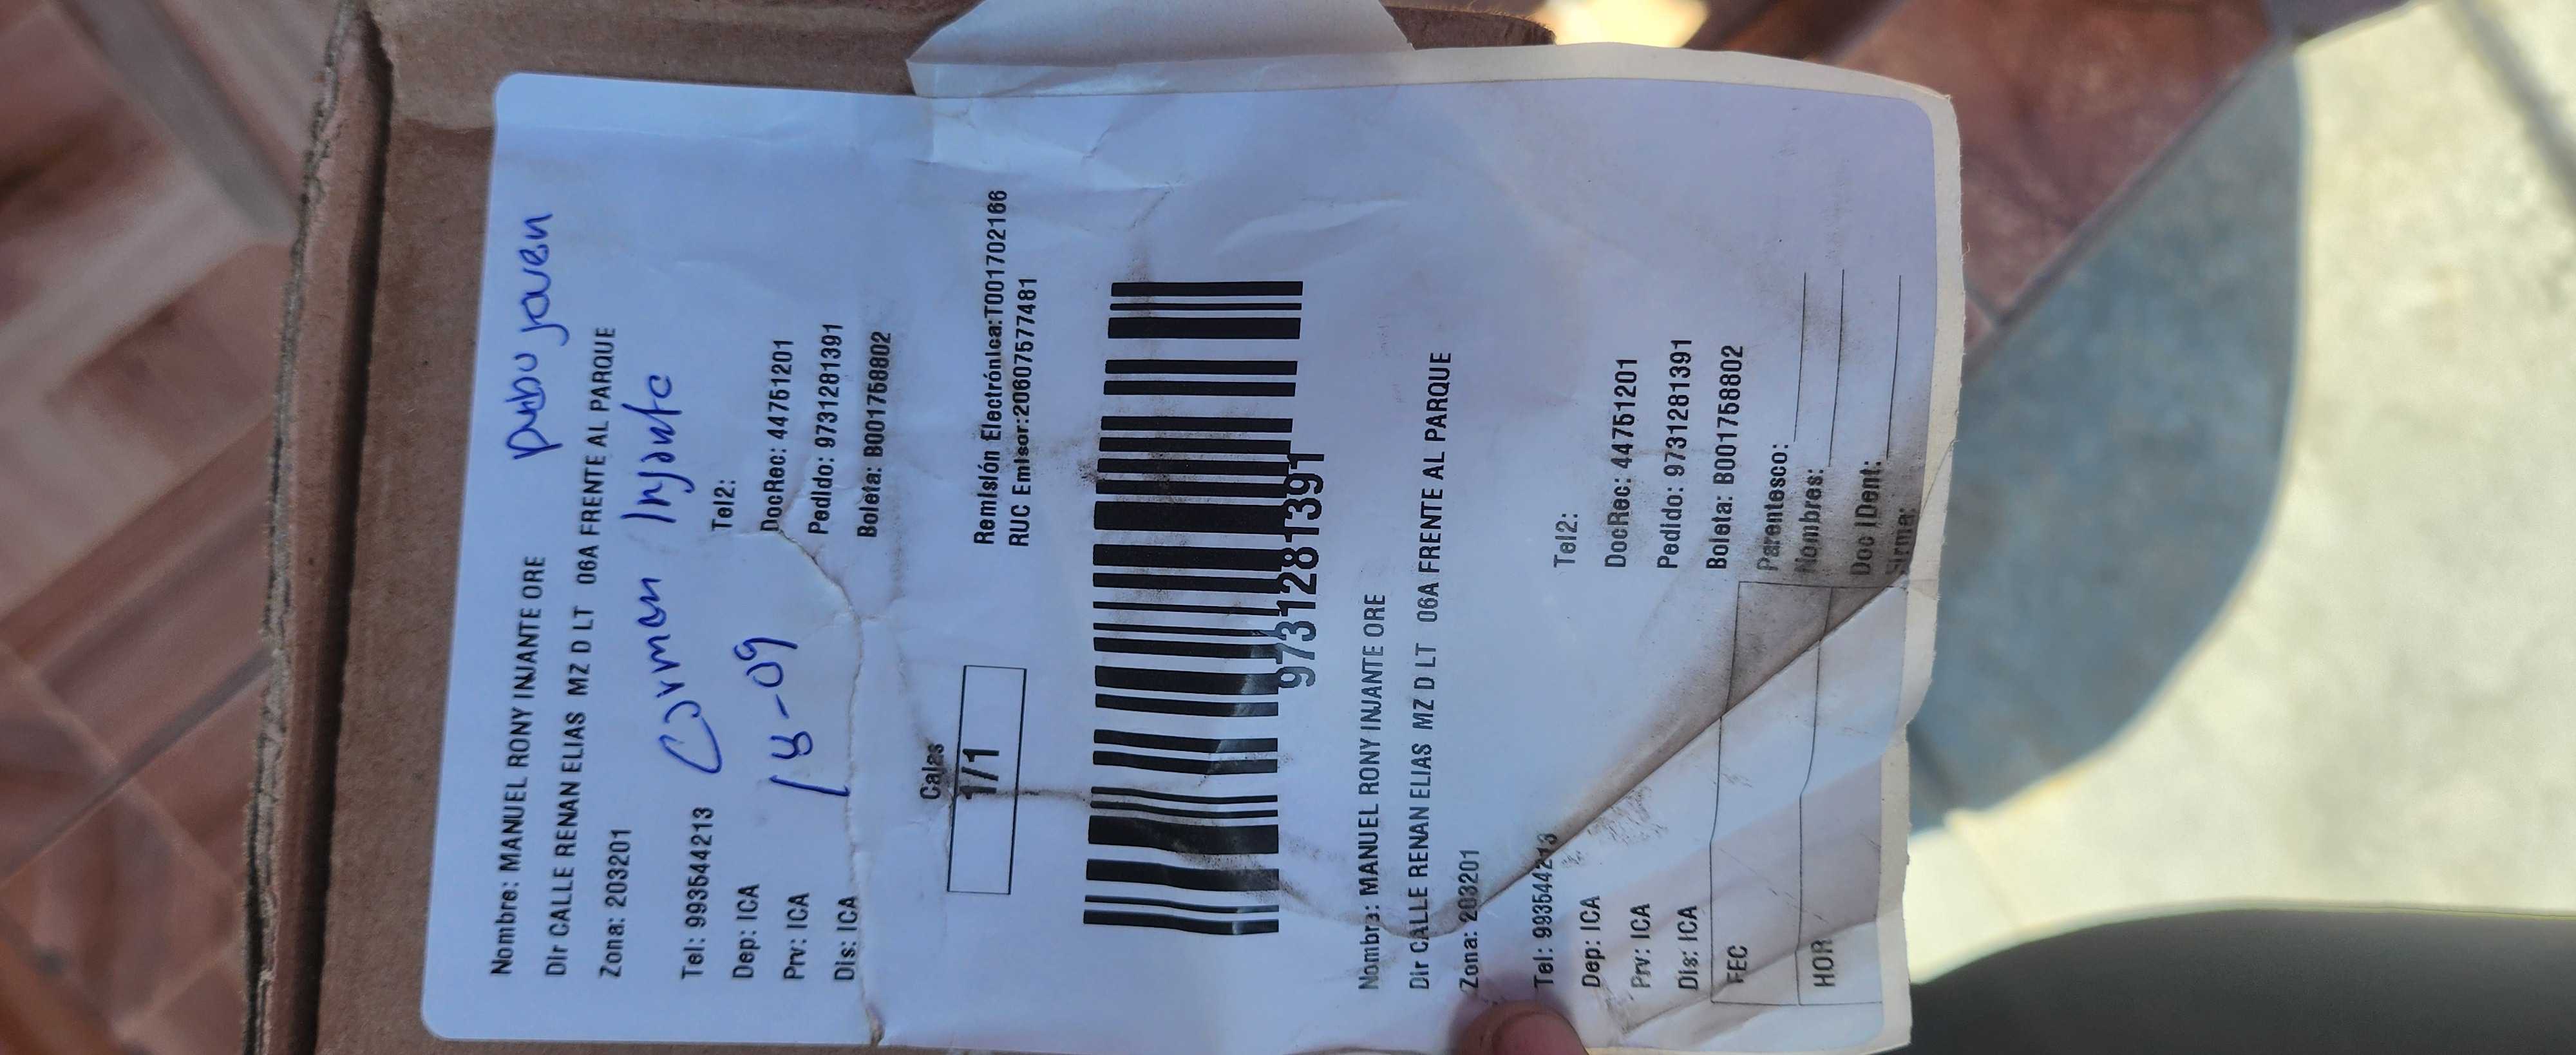 Nombre: MANUEL RONY INJANTE ORE
Dir CALLE RENAN ELIAS MZ D LT 06A FRENTE AL PARQUE
Zona: 203201
Carmen Injante
Tel: 993544213 Tel2:
18-09
Dep: ICA DocRec: 44751201
Prv: ICA Pedido: 9731281391
Dis: ICA Boleta: B001758802
Cajas
1/1
Remisión Electrónica:T001702166
RUC Emisor:20607577481
9731281391
Nombre: MANUEL RONY INJANTE ORE
Dir CALLE RENAN ELIAS MZ D LT 06A FRENTE AL PARQUE
Zona: 203201
Tel: 993544213 Tel2:
Dep: ICA DocRec: 44751201
Prv: ICA Pedido: 9731281391
Dis: ICA Boleta: B001758802
FEC Parentesco:
Nombres:
HOR Doc IDent:
Firma: